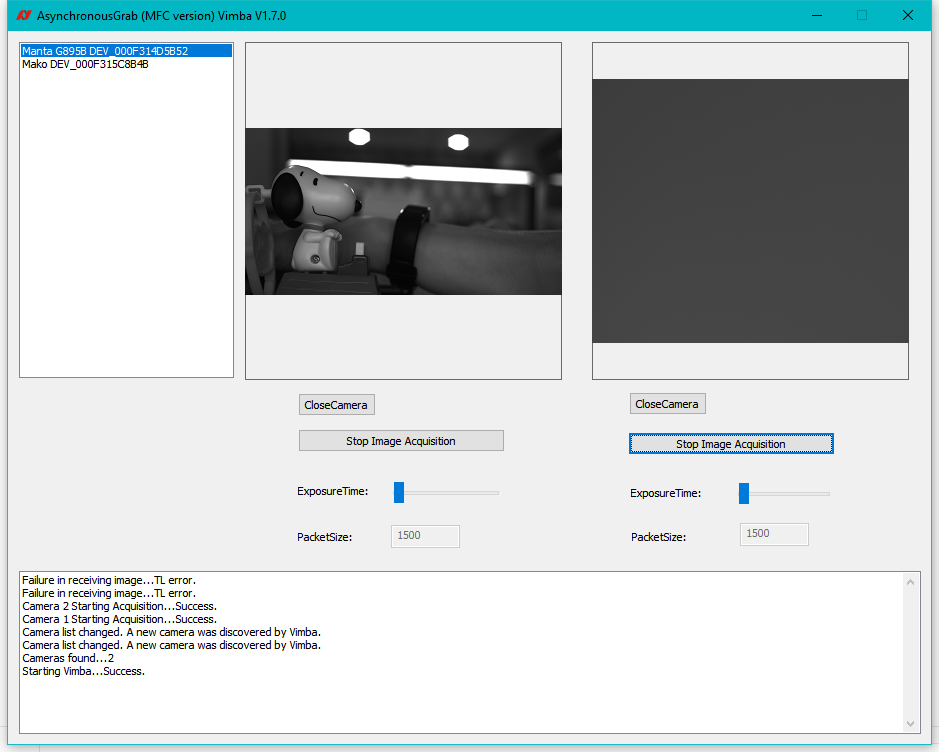 AsynchronousGrab (MFC version) Vimba V1.7.0
Manta G895B DEV_000F314D5B52
Mako DEV_000F315C8B4B
CloseCamera
CloseCamera
Stop Image Acquisition
Stop Image Acquisition
ExposureTime:
ExposureTime:
PacketSize: 1500
PacketSize: 1500
Failure in receiving image...TL error.
Failure in receiving image...TL error.
Camera 2 Starting Acquisition...Success.
Camera 1 Starting Acquisition...Success.
Camera list changed. A new camera was discovered by Vimba.
Camera list changed. A new camera was discovered by Vimba.
Cameras found...2
Starting Vimba...Success.